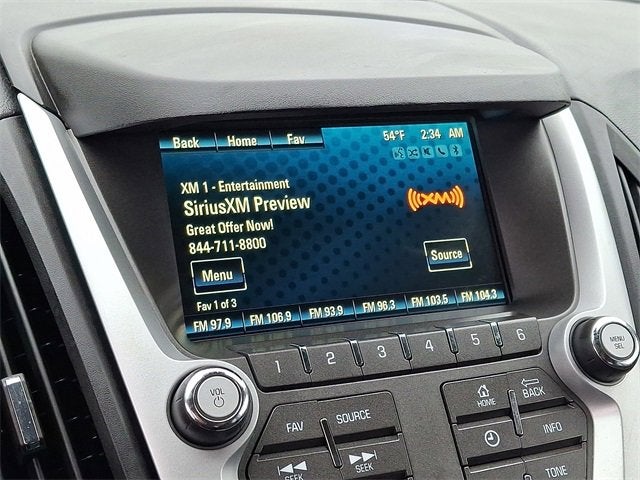 Back Home Fav 54°F 2:34 AM
XM 1 - Entertainment
SiriusXM Preview
((XM))
Great Offer Now!
844-711-8800
Menu Source
Fav 1 of 3
FM 97.9 FM 106.9 FM 93.9 FM 96.3 FM 103.5 FM 104.3
1 2 3 4 5 6
VOL
MENU
SEL
FAV SOURCE
HOME BACK
INFO
SEEK SEEK
TONE